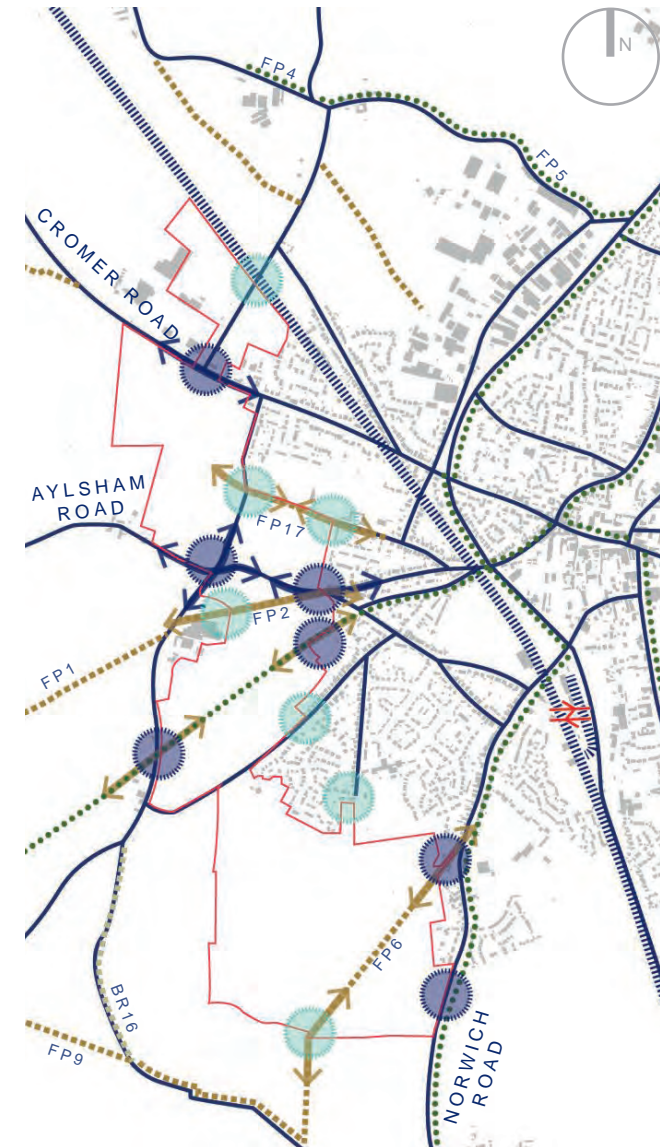 N
FP4
FP5
CROMER ROAD
AYLSHAM
ROAD
FP17
FP2
FP1
FP6
BR16
FP9
NORWICH
ROAD